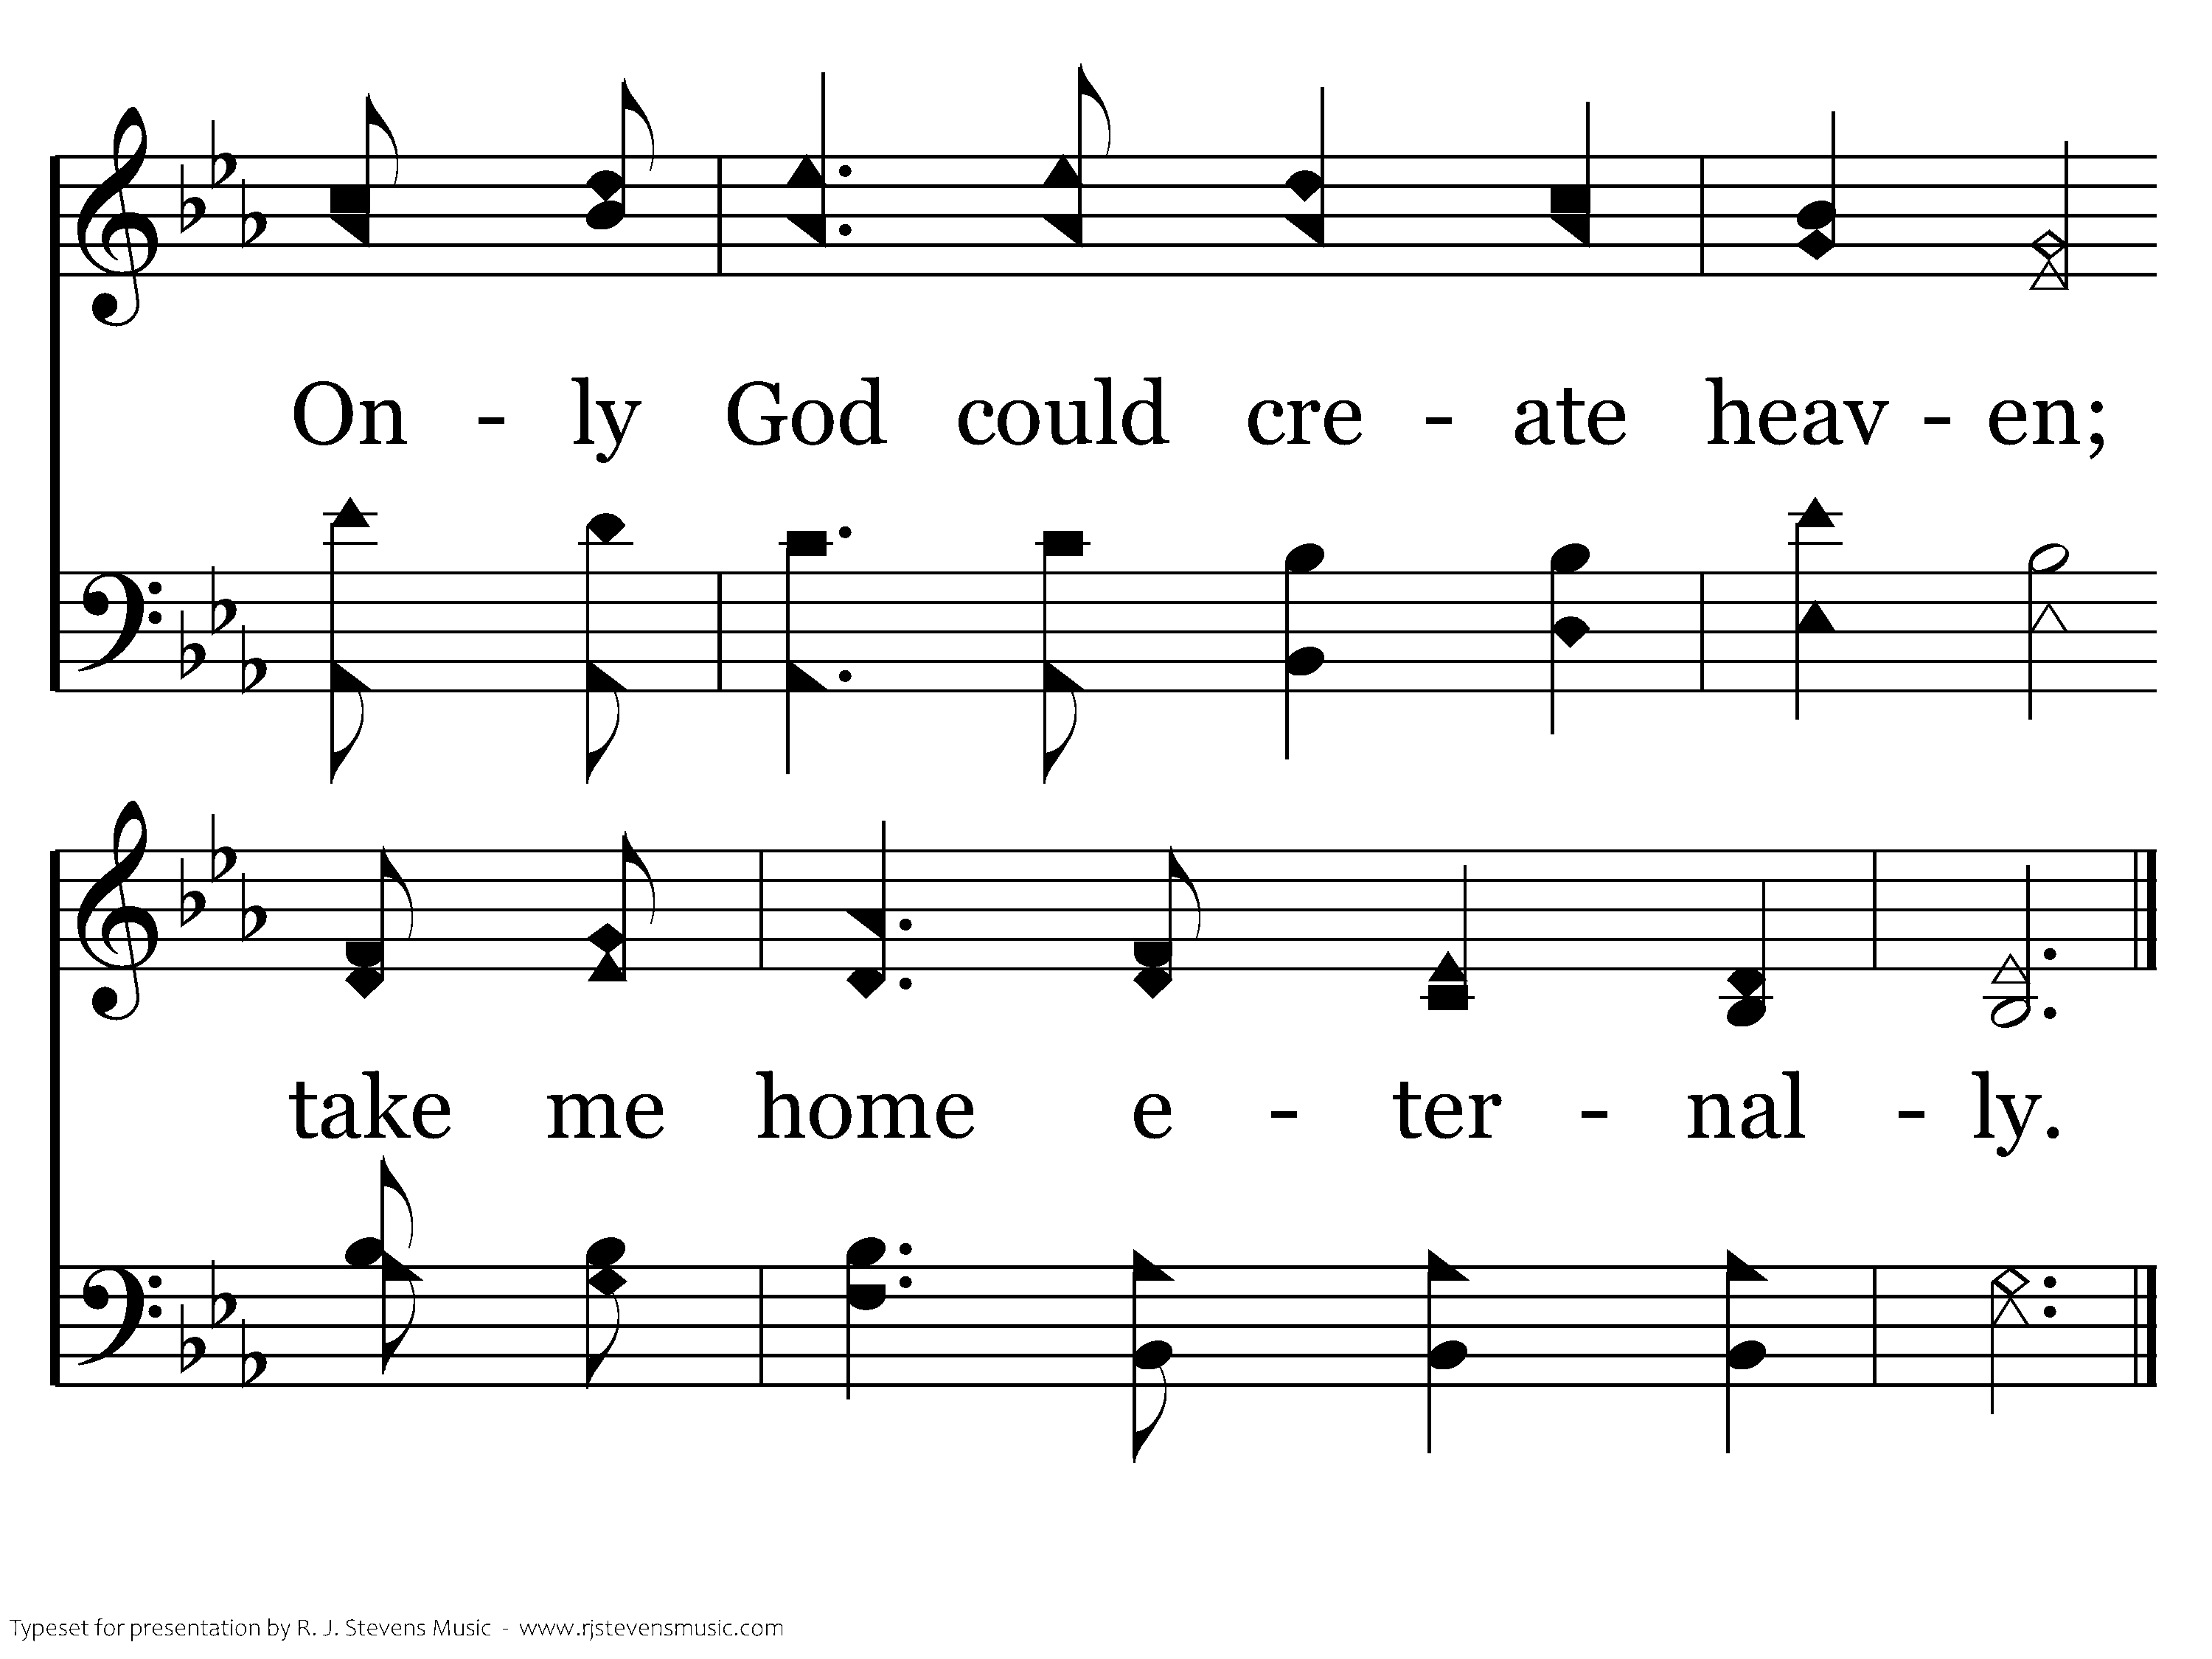 On - ly God could cre - ate heav - en;
take me home e - ter - nal - ly.
Typeset for presentation by R. J. Stevens Music - www.rjstevensmusic.com